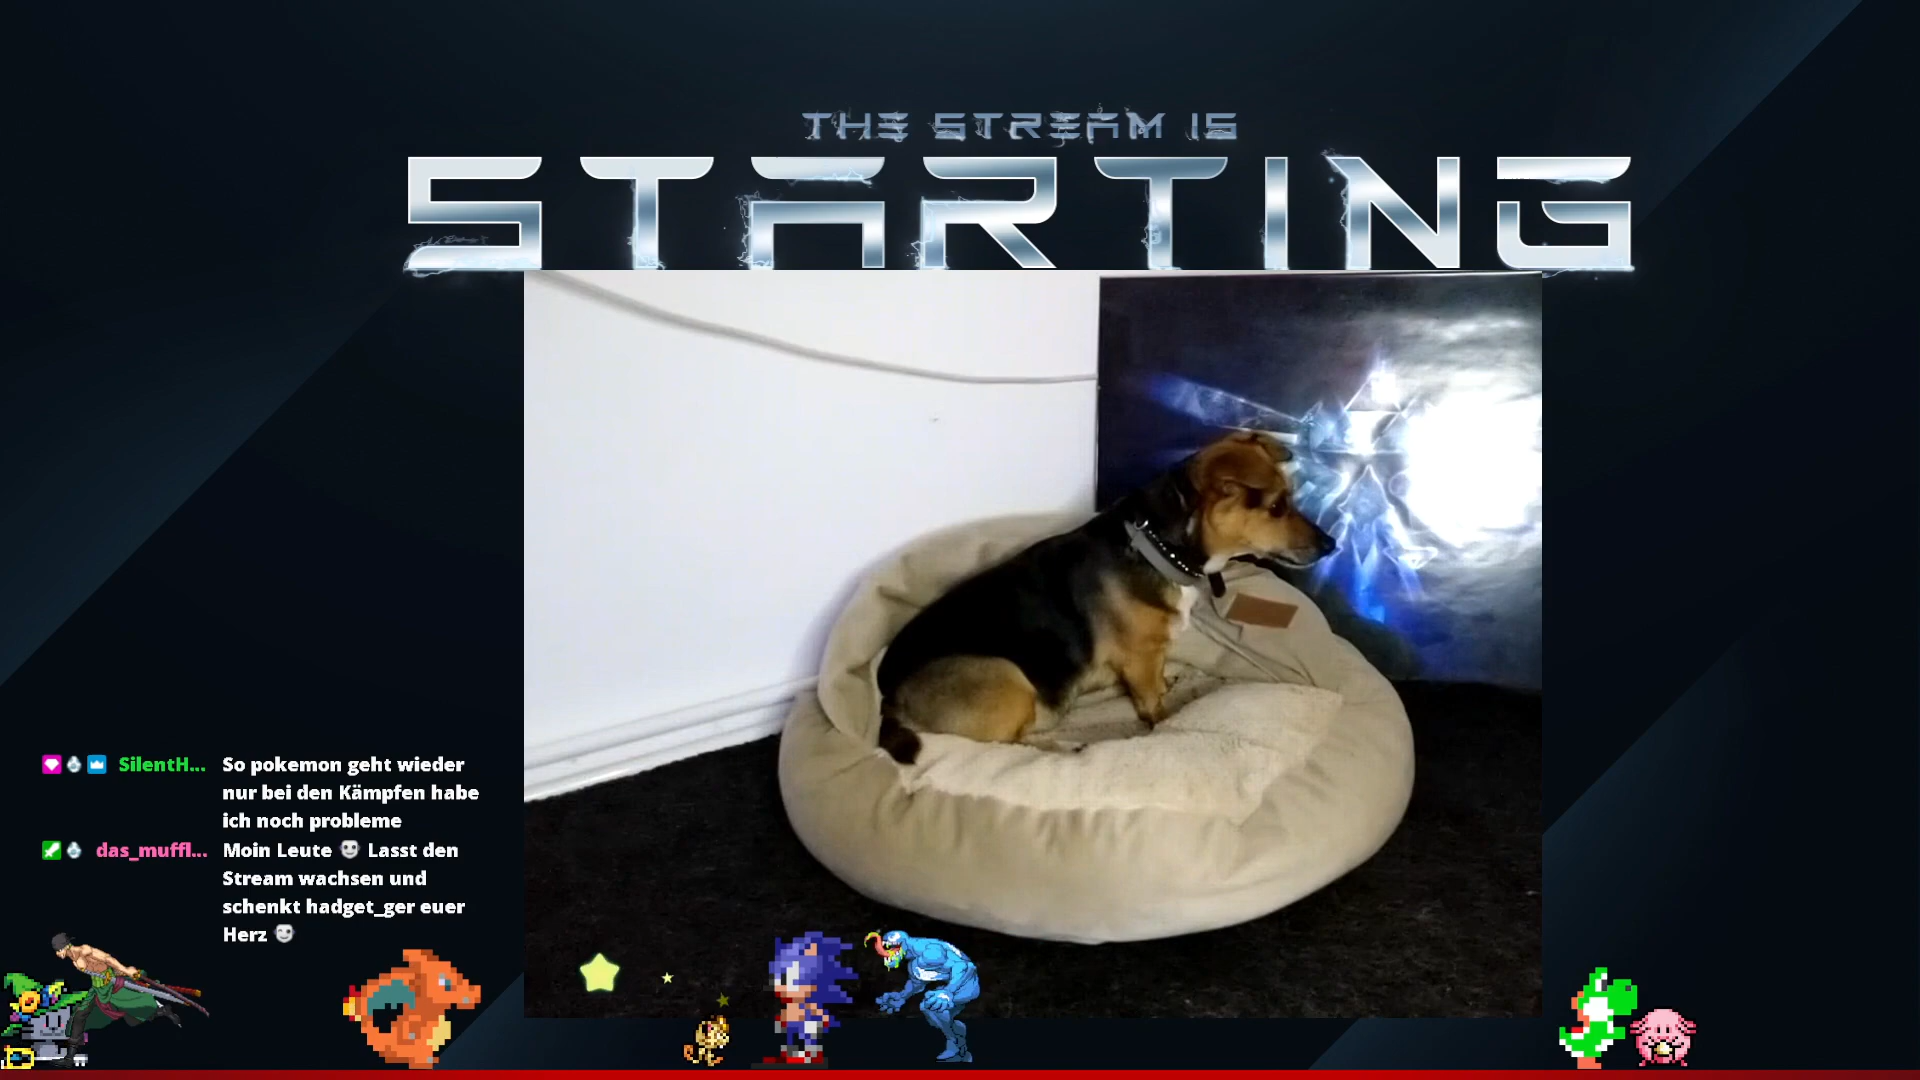 THE STREAM IS
STARTING
SilentH... So pokemon geht wieder
nur bei den Kämpfen habe
ich noch probleme
das_muffl... Moin Leute Lasst den
Stream wachsen und
schenkt hadget_ger euer
Herz